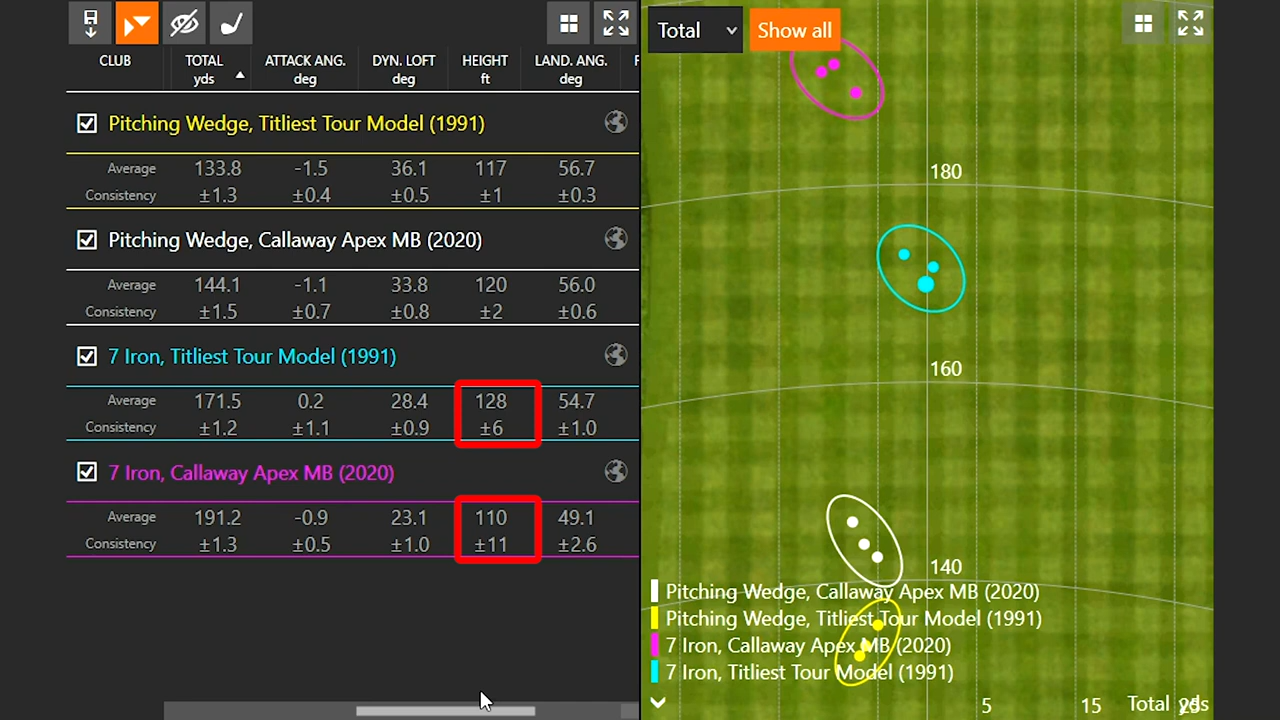 CLUB TOTAL yds ATTACK ANG. deg DYN. LOFT deg HEIGHT ft LAND. ANG. deg
Pitching Wedge, Titliest Tour Model (1991)
Average 133.8 -1.5 36.1 117 56.7
Consistency ±1.3 ±0.4 ±0.5 ±1 ±0.3
Pitching Wedge, Callaway Apex MB (2020)
Average 144.1 -1.1 33.8 120 56.0
Consistency ±1.5 ±0.7 ±0.8 ±2 ±0.6
7 Iron, Titliest Tour Model (1991)
Average 171.5 0.2 28.4 128 54.7
Consistency ±1.2 ±1.1 ±0.9 ±6 ±1.0
7 Iron, Callaway Apex MB (2020)
Average 191.2 -0.9 23.1 110 49.1
Consistency ±1.3 ±0.5 ±1.0 ±11 ±2.6
Total Show all
180
160
140
Pitching Wedge, Callaway Apex MB (2020)
Pitching Wedge, Titliest Tour Model (1991)
7 Iron, Callaway Apex MB (2020)
7 Iron, Titliest Tour Model (1991)
5 15 25 Total yds